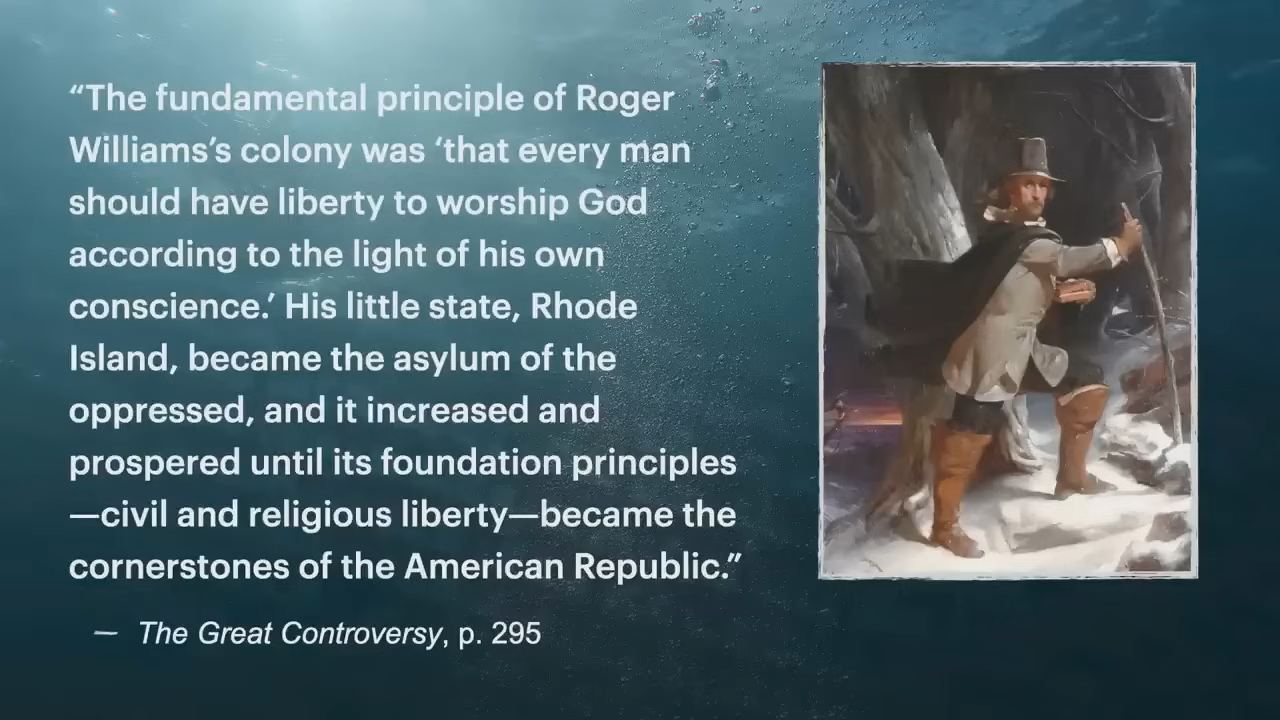 “The fundamental principle of Roger
Williams’s colony was ‘that every man
should have liberty to worship God
according to the light of his own
conscience.’ His little state, Rhode
Island, became the asylum of the
oppressed, and it increased and
prospered until its foundation principles
—civil and religious liberty—became the
cornerstones of the American Republic.”
— The Great Controversy, p. 295